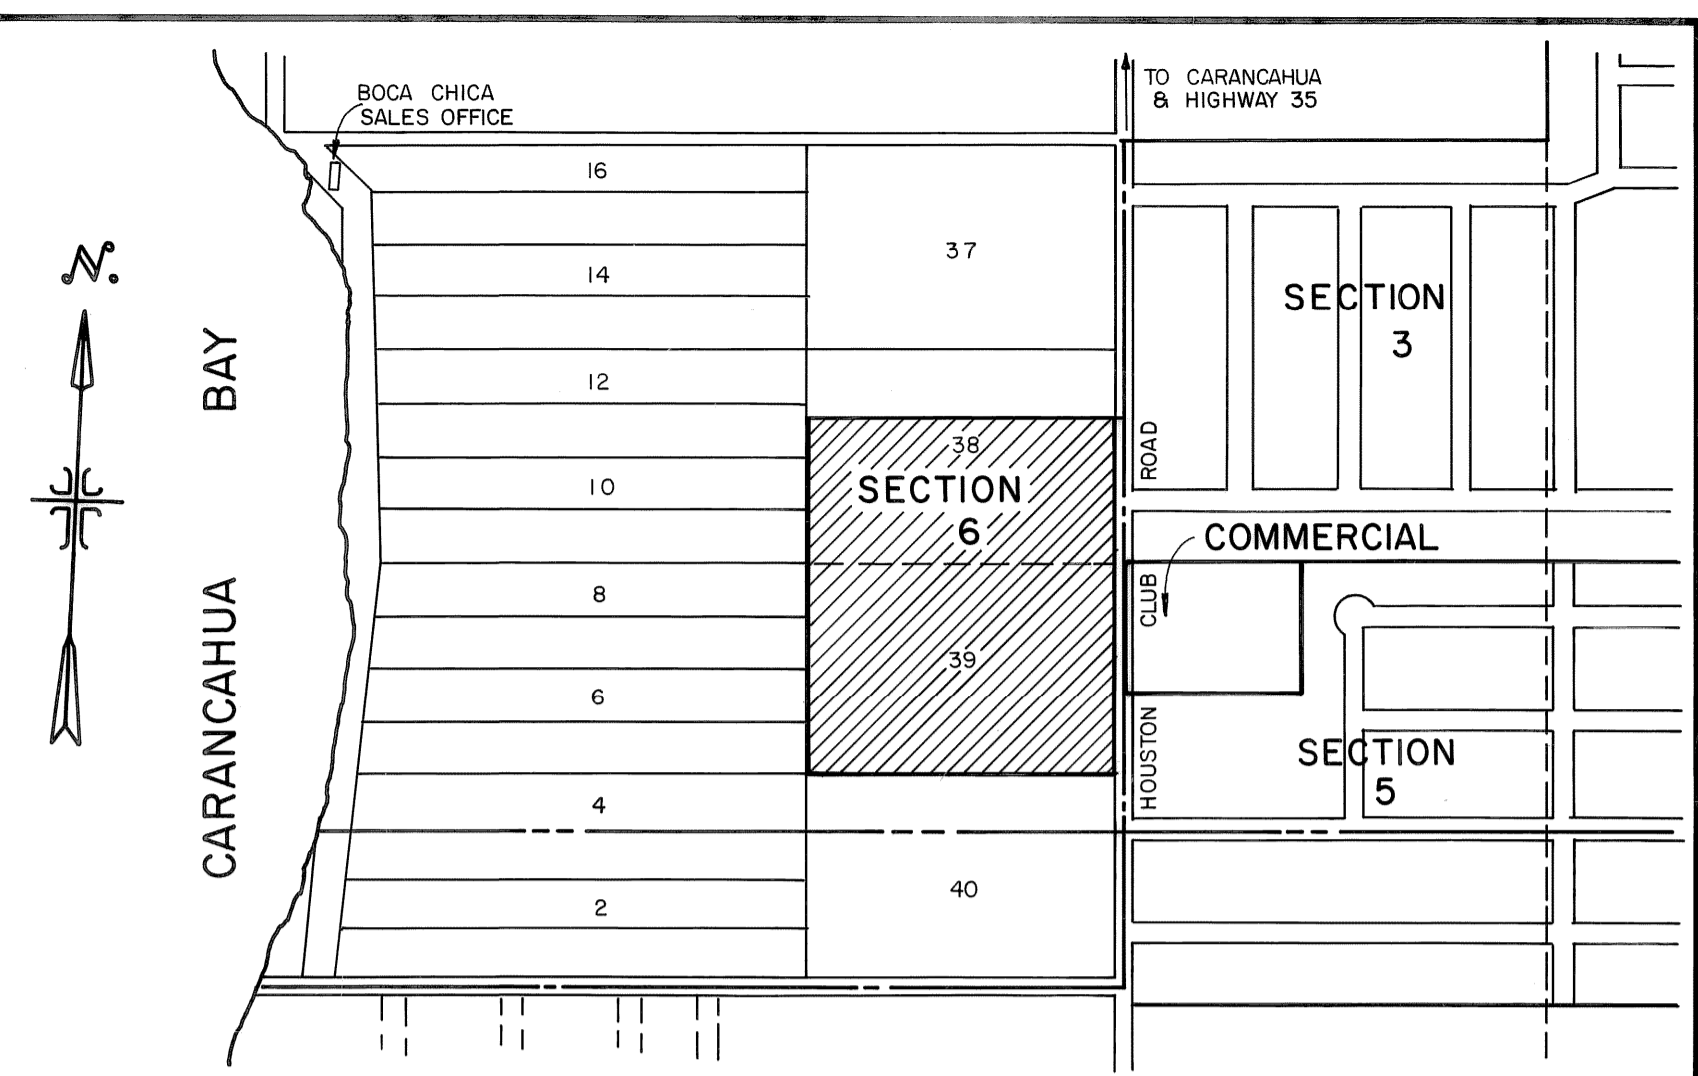 BOCA CHICA
SALES OFFICE
TO CARANCAHUA
& HIGHWAY 35
N.
CARANCAHUA BAY
16
14
12
10
8
6
4
2
37
38
SECTION
6
39
40
HOUSTON CLUB ROAD
SECTION
3
COMMERCIAL
SECTION
5